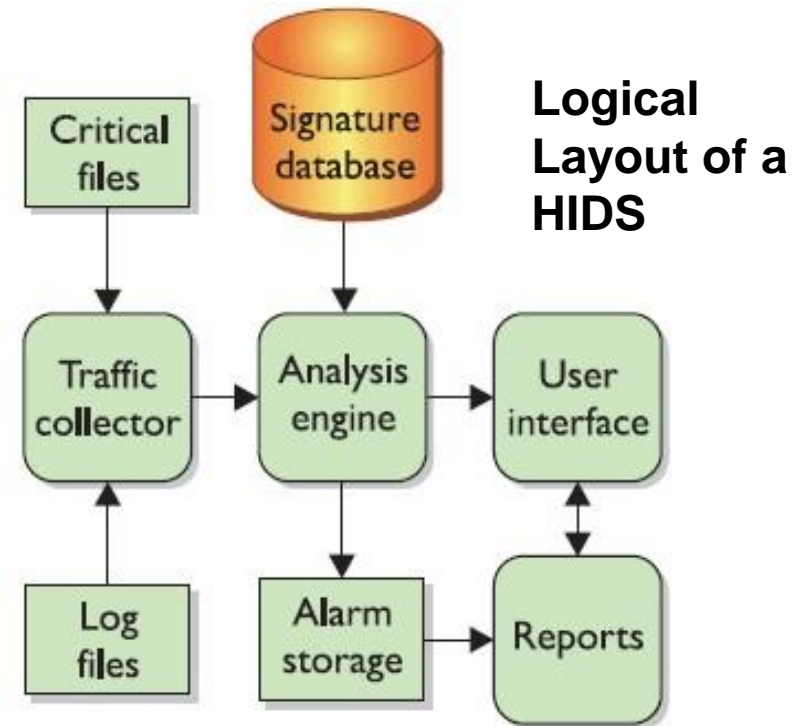 Logical
Layout of a
HIDS
Critical
files
Signature
database
Traffic
collector
Analysis
engine
User
interface
Log
files
Alarm
storage
Reports